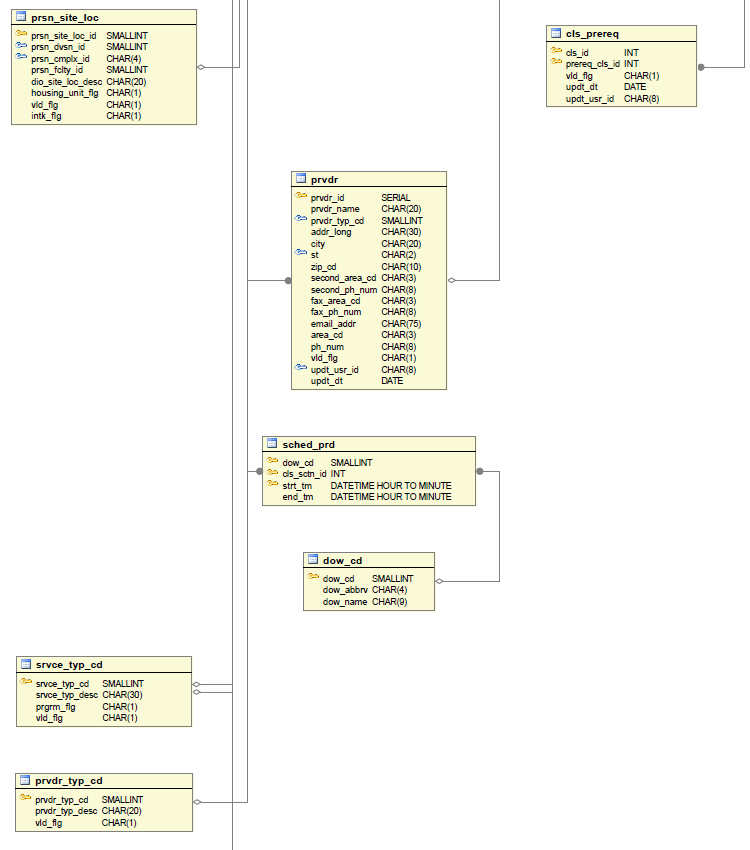 prsn_site_loc
prsn_site_loc_id SMALLINT
prsn_dvsn_id SMALLINT
prsn_cmplx_id CHAR(4)
prsn_fclty_id SMALLINT
dio_site_loc_desc CHAR(20)
housing_unit_flg CHAR(1)
vld_flg CHAR(1)
intk_flg CHAR(1)
cls_prereq
cls_id INT
prereq_cls_id INT
vld_flg CHAR(1)
updt_dt DATE
updt_usr_id CHAR(8)
prvdr
prvdr_id SERIAL
prvdr_name CHAR(20)
prvdr_typ_cd SMALLINT
addr_long CHAR(30)
city CHAR(20)
st CHAR(2)
zip_cd CHAR(10)
second_area_cd CHAR(3)
second_ph_num CHAR(8)
fax_area_cd CHAR(3)
fax_ph_num CHAR(8)
email_addr CHAR(75)
area_cd CHAR(3)
ph_num CHAR(8)
vld_flg CHAR(1)
updt_usr_id CHAR(8)
updt_dt DATE
sched_prd
dow_cd SMALLINT
cls_sctn_id INT
strt_tm DATETIME HOUR TO MINUTE
end_tm DATETIME HOUR TO MINUTE
dow_cd
dow_cd SMALLINT
dow_abbrv CHAR(4)
dow_name CHAR(9)
srvce_typ_cd
srvce_typ_cd SMALLINT
srvce_typ_desc CHAR(30)
prgrm_flg CHAR(1)
vld_flg CHAR(1)
prvdr_typ_cd
prvdr_typ_cd SMALLINT
prvdr_typ_desc CHAR(20)
vld_flg CHAR(1)